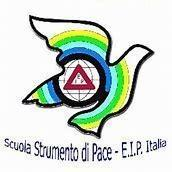 Scuola Strumento di Pace - E.I.P. Italia